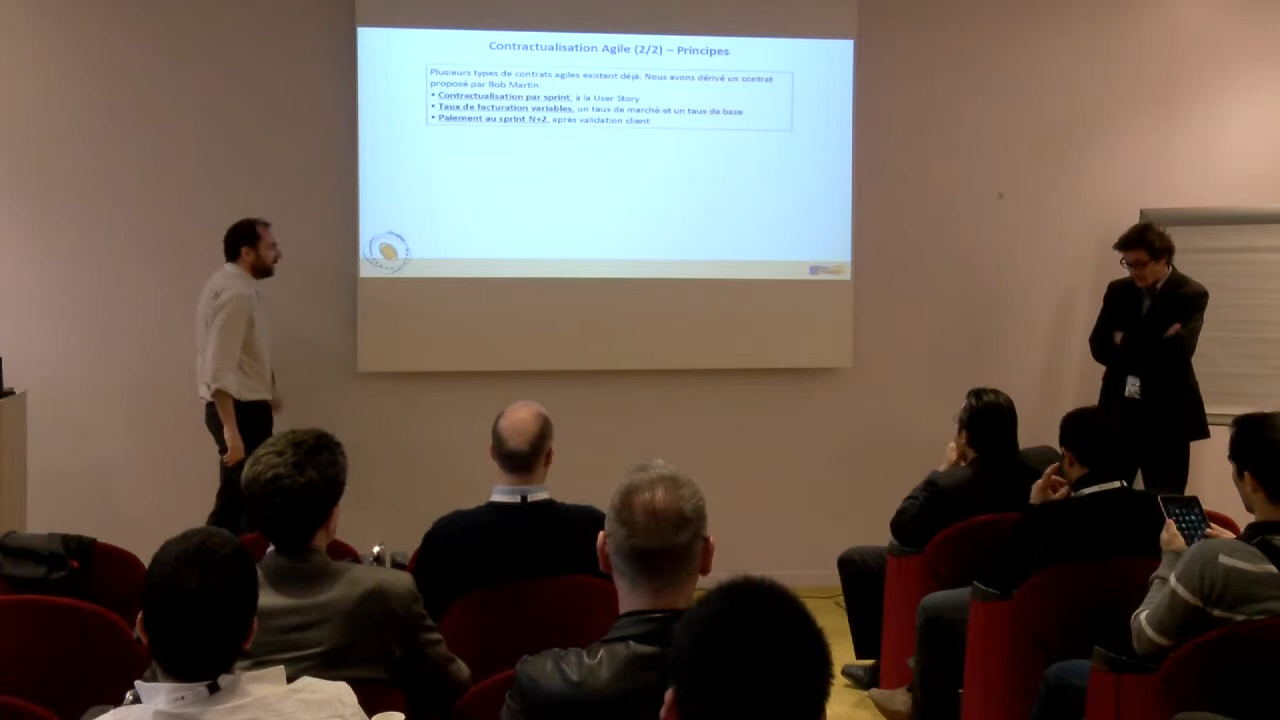 Contractualisation Agile (2/2) – Principes
Plusieurs types de contrats agiles existent déjà. Nous avons dérivé un contrat
proposé par Bob Martin
• Contractualisation par sprint, à la User Story
• Taux de facturation variables, un taux de marché et un taux de base
• Paiement au sprint N+2, après validation client